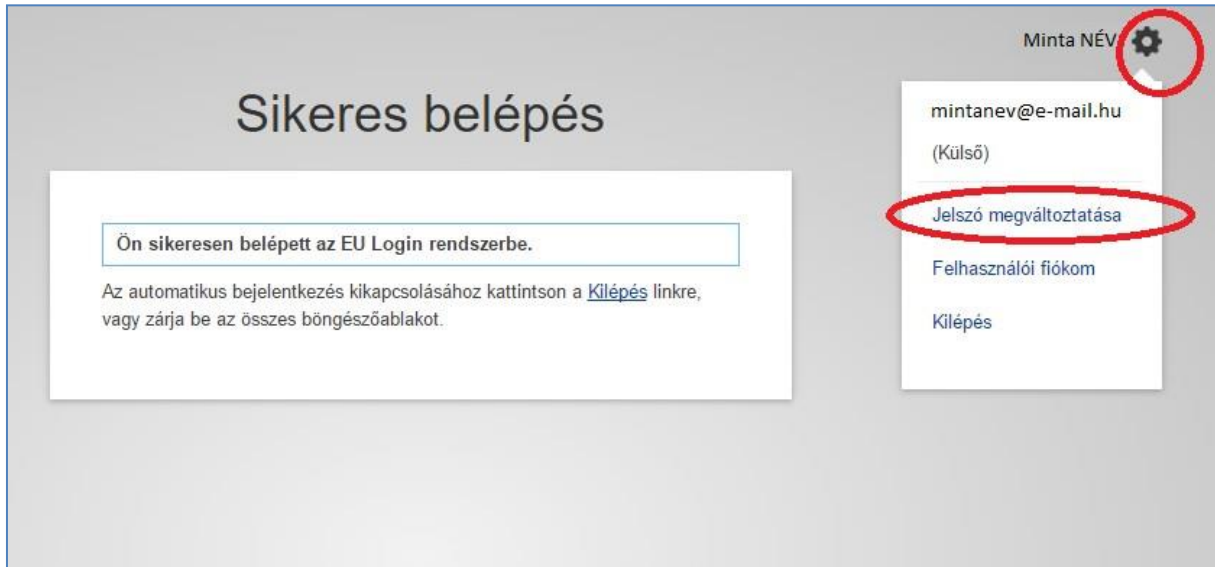 Minta NÉV
Sikeres belépés
mintanev@e-mail.hu
(Külső)
Ön sikeresen belépett az EU Login rendszerbe.
Az automatikus bejelentkezés kikapcsolásához kattintson a Kilépés linkre,
vagy zárja be az összes böngészőablakot.
Jelszó megváltoztatása
Felhasználói fiókom
Kilépés